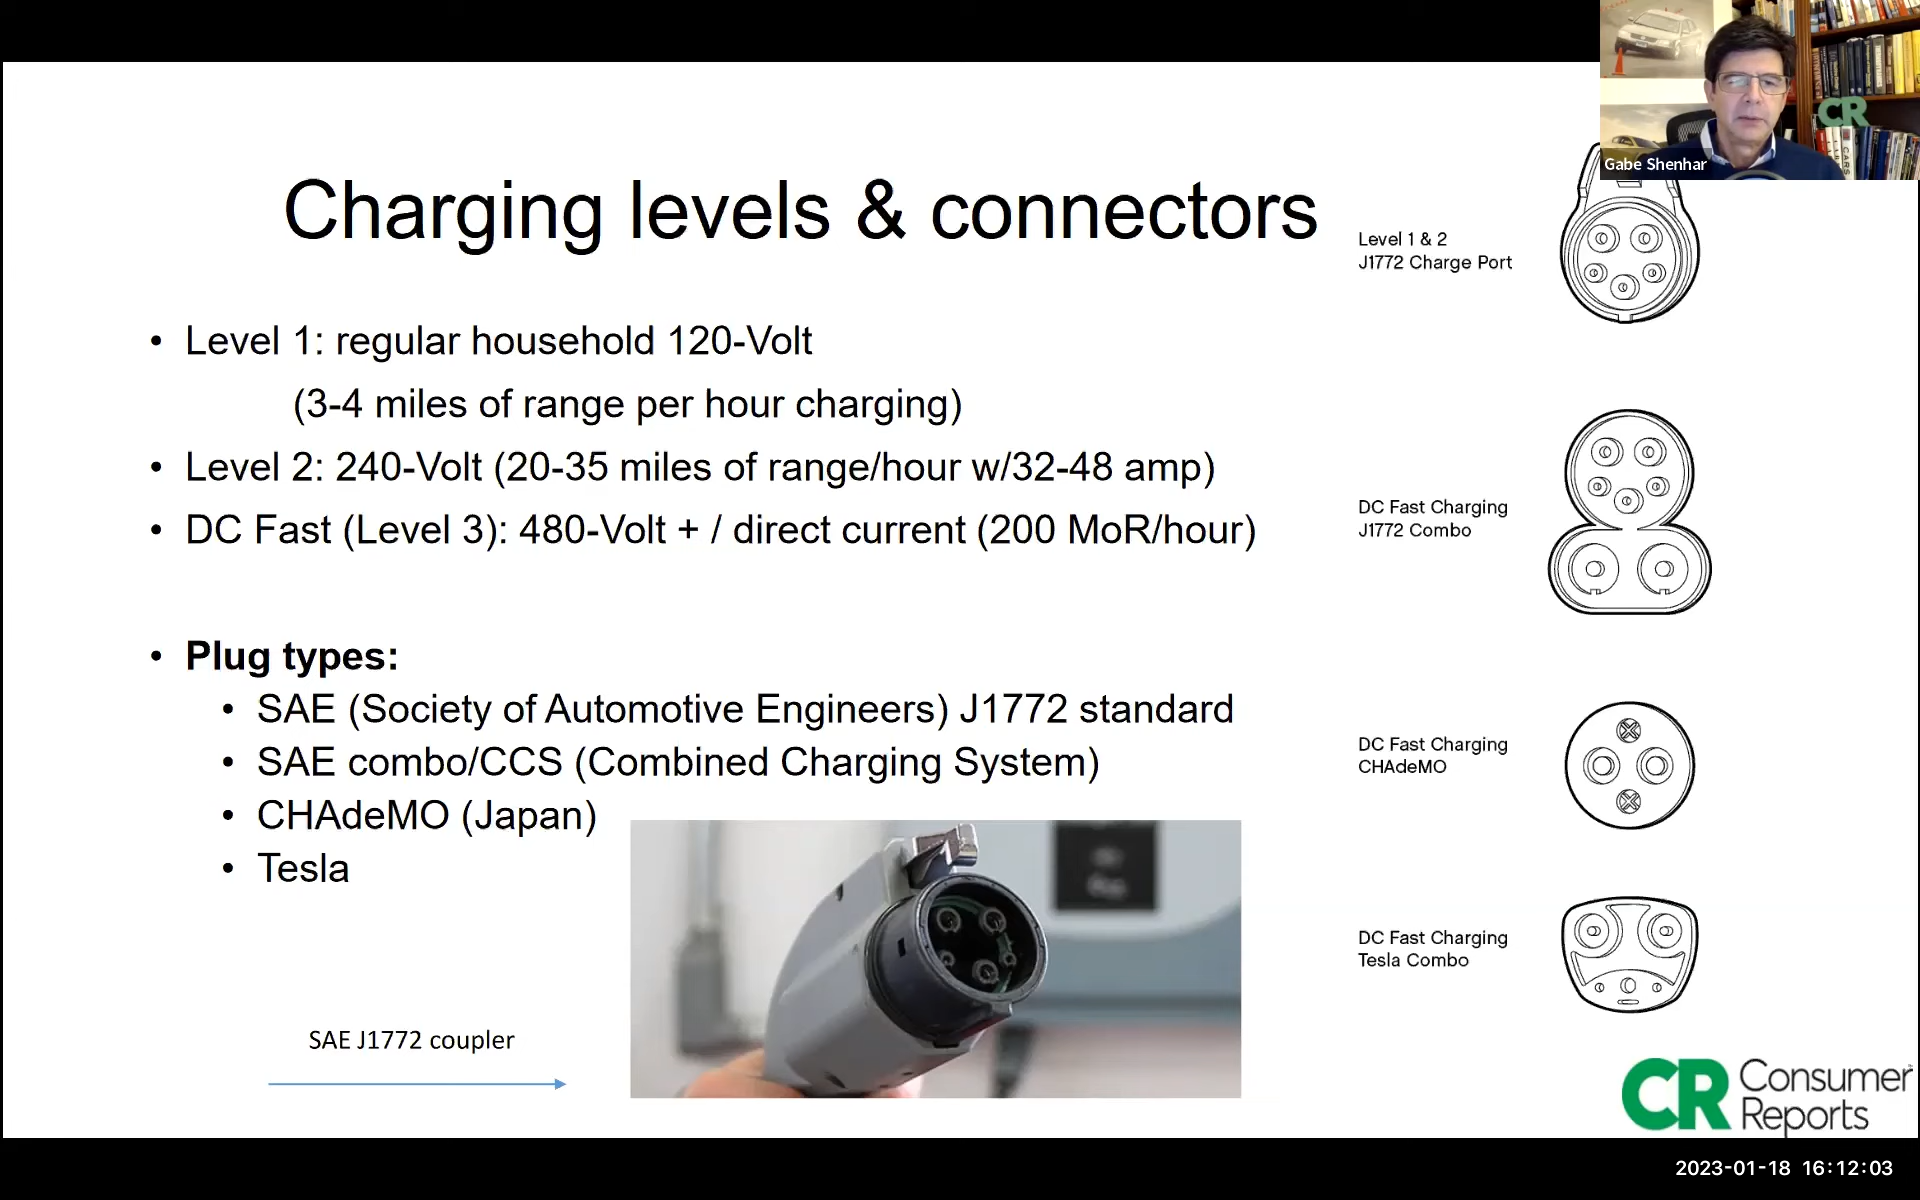 Gabe Shenhar
CR
Charging levels & connectors
• Level 1: regular household 120-Volt
(3-4 miles of range per hour charging)
• Level 2: 240-Volt (20-35 miles of range/hour w/32-48 amp)
• DC Fast (Level 3): 480-Volt + / direct current (200 MoR/hour)
• Plug types:
• SAE (Society of Automotive Engineers) J1772 standard
• SAE combo/CCS (Combined Charging System)
• CHAdeMO (Japan)
• Tesla
SAE J1772 coupler
Level 1 & 2
J1772 Charge Port
DC Fast Charging
J1772 Combo
DC Fast Charging
CHAdeMO
DC Fast Charging
Tesla Combo
CR Consumer
Reports
2023-01-18 16:12:03